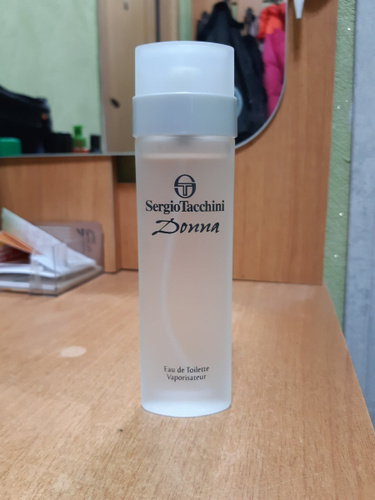 SergioTacchini
Donna
Eau de Toilette
Vaporisateur